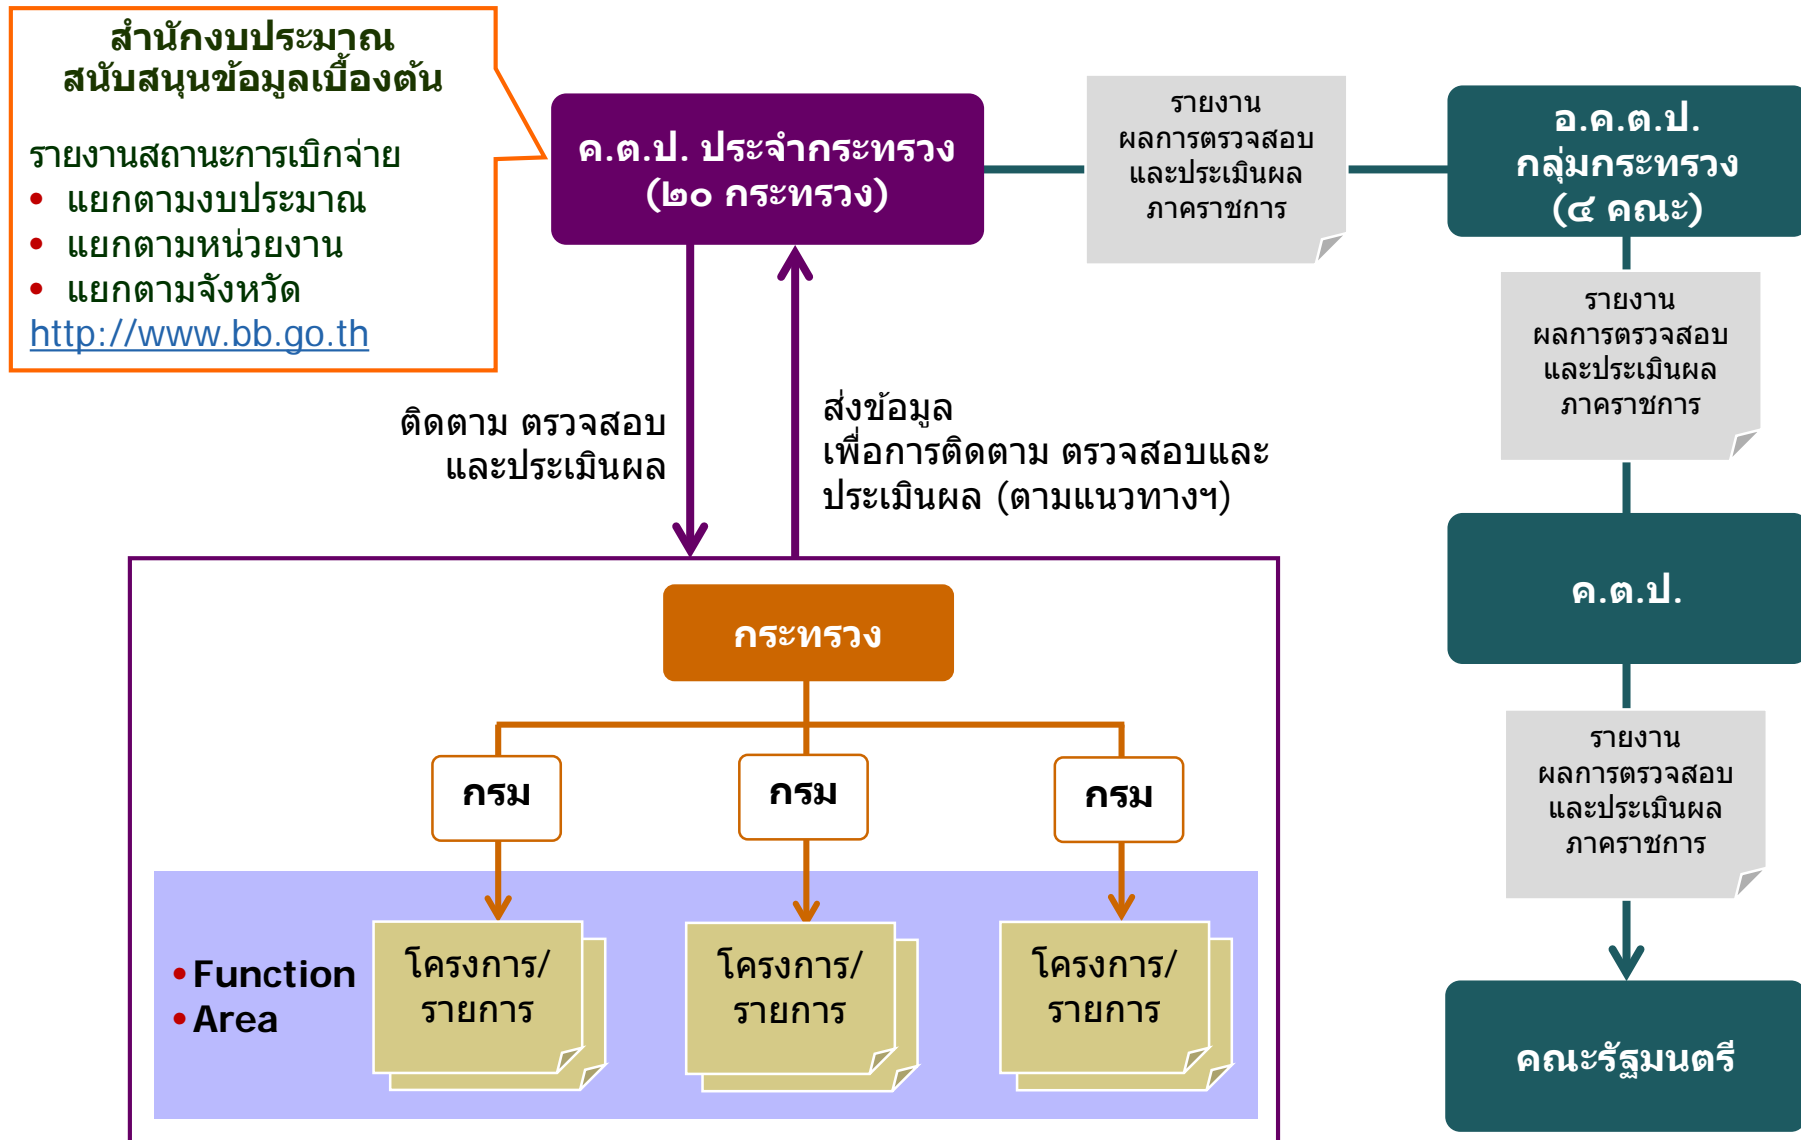 สำนักงบประมาณ
สนับสนุนข้อมูลเบื้องต้น
รายงานสถานะการเบิกจ่าย
• แยกตามงบประมาณ
• แยกตามหน่วยงาน
• แยกตามจังหวัด
http://www.bb.go.th
ค.ต.ป. ประจำกระทรวง
(๒๐ กระทรวง)
รายงาน
ผลการตรวจสอบ
และประเมินผล
ภาคราชการ
อ.ค.ต.ป.
กลุ่มกระทรวง
(๔ คณะ)
รายงาน
ผลการตรวจสอบ
และประเมินผล
ภาคราชการ
ติดตาม ตรวจสอบ
และประเมินผล
ส่งข้อมูล
เพื่อการติดตาม ตรวจสอบและ
ประเมินผล (ตามแนวทางฯ)
ค.ต.ป.
กระทรวง
กรม
กรม
กรม
รายงาน
ผลการตรวจสอบ
และประเมินผล
ภาคราชการ
• Function
• Area
โครงการ/
รายการ
โครงการ/
รายการ
โครงการ/
รายการ
คณะรัฐมนตรี